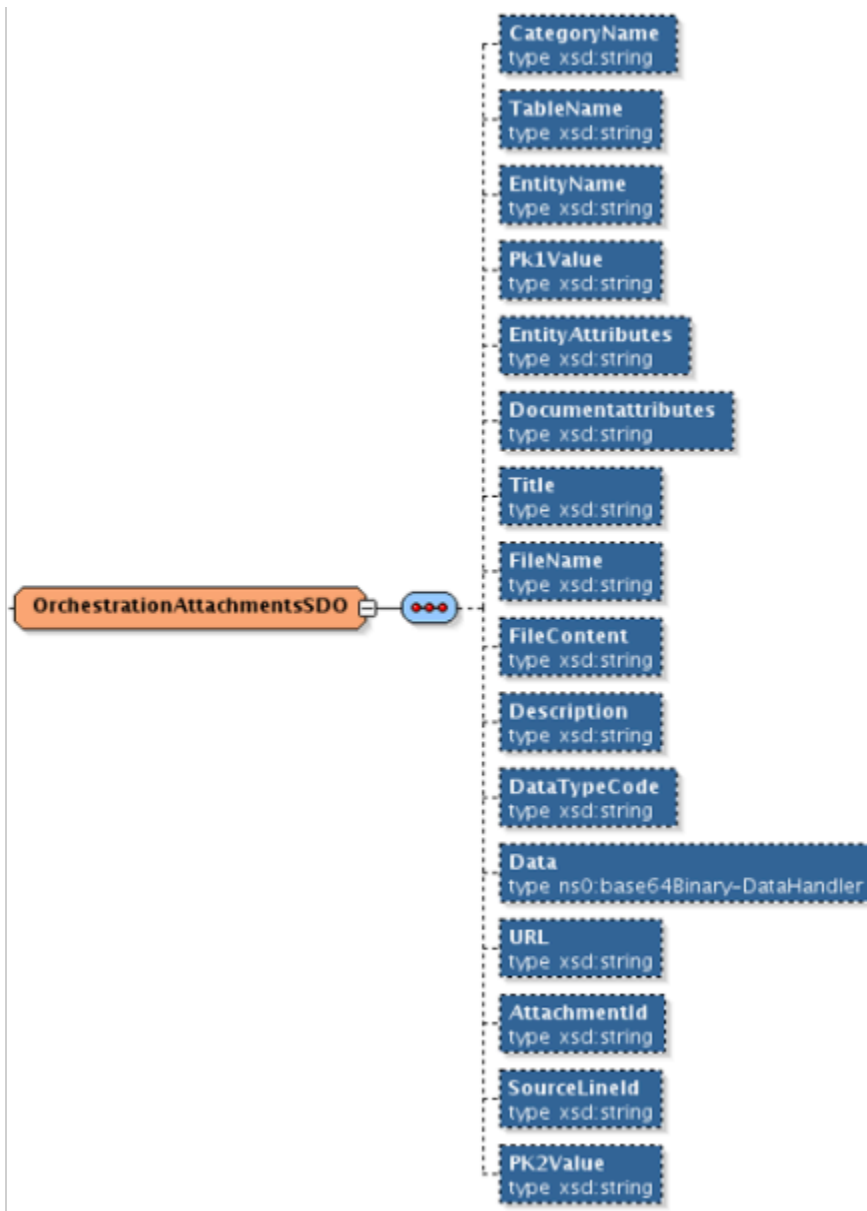 CategoryName
type xsd:string
TableName
type xsd:string
EntityName
type xsd:string
Pk1Value
type xsd:string
EntityAttributes
type xsd:string
Documentattributes
type xsd:string
Title
type xsd:string
FileName
type xsd:string
OrchestrationAttachmentsSDO
FileContent
type xsd:string
Description
type xsd:string
DataTypeCode
type xsd:string
Data
type ns0:base64Binary-DataHandler
URL
type xsd:string
AttachmentId
type xsd:string
SourceLineId
type xsd:string
PK2Value
type xsd:string